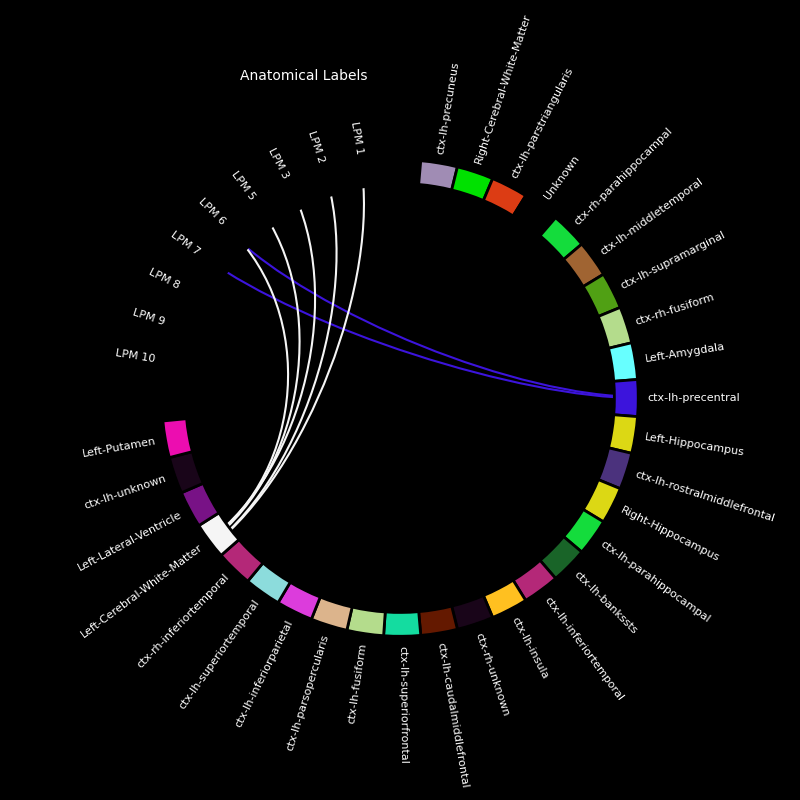 Anatomical Labels
LPM 1
LPM 2
LPM 3
LPM 5
LPM 6
LPM 7
LPM 8
LPM 9
LPM 10
Left-Putamen
ctx-lh-unknown
Left-Lateral-Ventricle
Left-Cerebral-White-Matter
ctx-rh-inferiortemporal
ctx-lh-superiortemporal
ctx-lh-inferiorparietal
ctx-lh-parsopercularis
ctx-lh-fusiform
ctx-lh-superiorfrontal
ctx-lh-caudalmiddlefrontal
ctx-rh-unknown
ctx-lh-insula
ctx-lh-inferiortemporal
ctx-lh-bankssts
ctx-lh-parahippocampal
Right-Hippocampus
ctx-lh-rostralmiddlefrontal
Left-Hippocampus
ctx-lh-precentral
Left-Amygdala
ctx-rh-fusiform
ctx-lh-supramarginal
ctx-lh-middletemporal
ctx-rh-parahippocampal
Unknown
ctx-lh-parstriangularis
Right-Cerebral-White-Matter
ctx-lh-precuneus